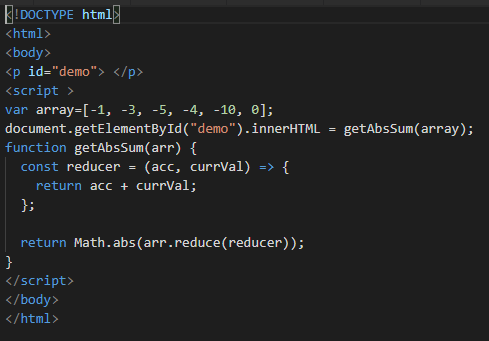 <!DOCTYPE html>
<html>
<body>
<p id="demo"> </p>
<script >
var array=[-1, -3, -5, -4, -10, 0];
document.getElementById("demo").innerHTML = getAbsSum(array);
function getAbsSum(arr) {
  const reducer = (acc, currVal) => {
    return acc + currVal;
  };

  return Math.abs(arr.reduce(reducer));
}
</script>
</body>
</html>